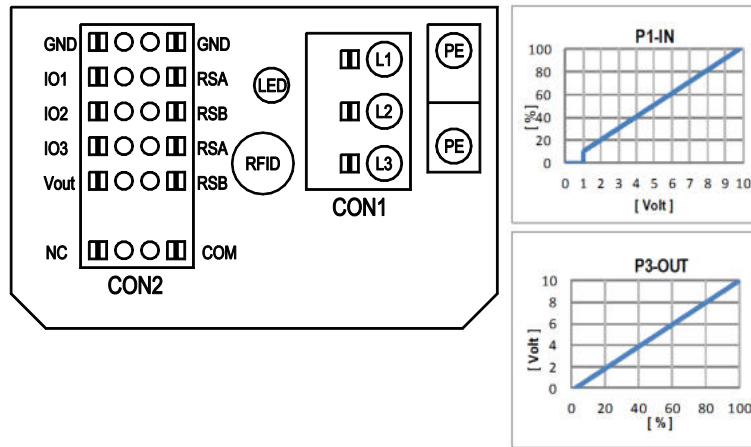 GND GND
IO1 RSA
IO2 RSB
IO3 RSA
Vout RSB
NC COM
CON2
LED
RFID
L1
L2
L3
CON1
PE
PE
P1-IN
[ % ]
100
80
60
40
20
0
0 1 2 3 4 5 6 7 8 9 10
[ Volt ]
P3-OUT
[ Volt ]
10
8
6
4
2
0
0 20 40 60 80 100
[ % ]